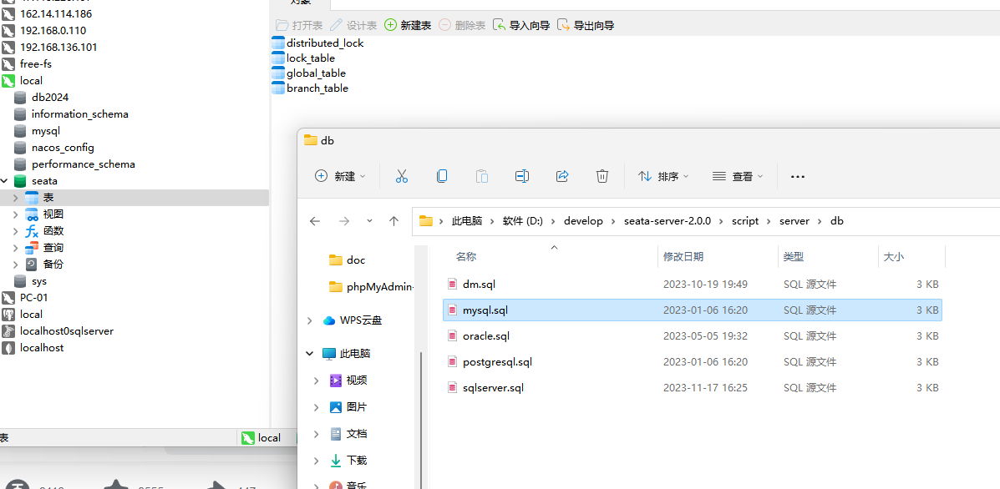 对象
162.14.114.186
192.168.0.110
192.168.136.101
free-fs
local
db2024
information_schema
mysql
nacos_config
performance_schema
seata
表
视图
函数
查询
备份
sys
PC-01
local
localhost0sqlserver
localhost
表
local
打开表 设计表 新建表 删除表 导入向导 导出向导
distributed_lock
lock_table
global_table
branch_table
db
新建 排序 查看
此电脑 软件 (D:) develop seata-server-2.0.0 script server db
doc
phpMyAdmin-
WPS云盘
此电脑
视频
图片
文档
下载
音乐
名称 修改日期 类型 大小
dm.sql 2023-10-19 19:49 SQL 源文件 3 KB
mysql.sql 2023-01-06 16:20 SQL 源文件 3 KB
oracle.sql 2023-05-05 19:32 SQL 源文件 3 KB
postgresql.sql 2023-01-06 16:20 SQL 源文件 3 KB
sqlserver.sql 2023-11-17 16:25 SQL 源文件 3 KB